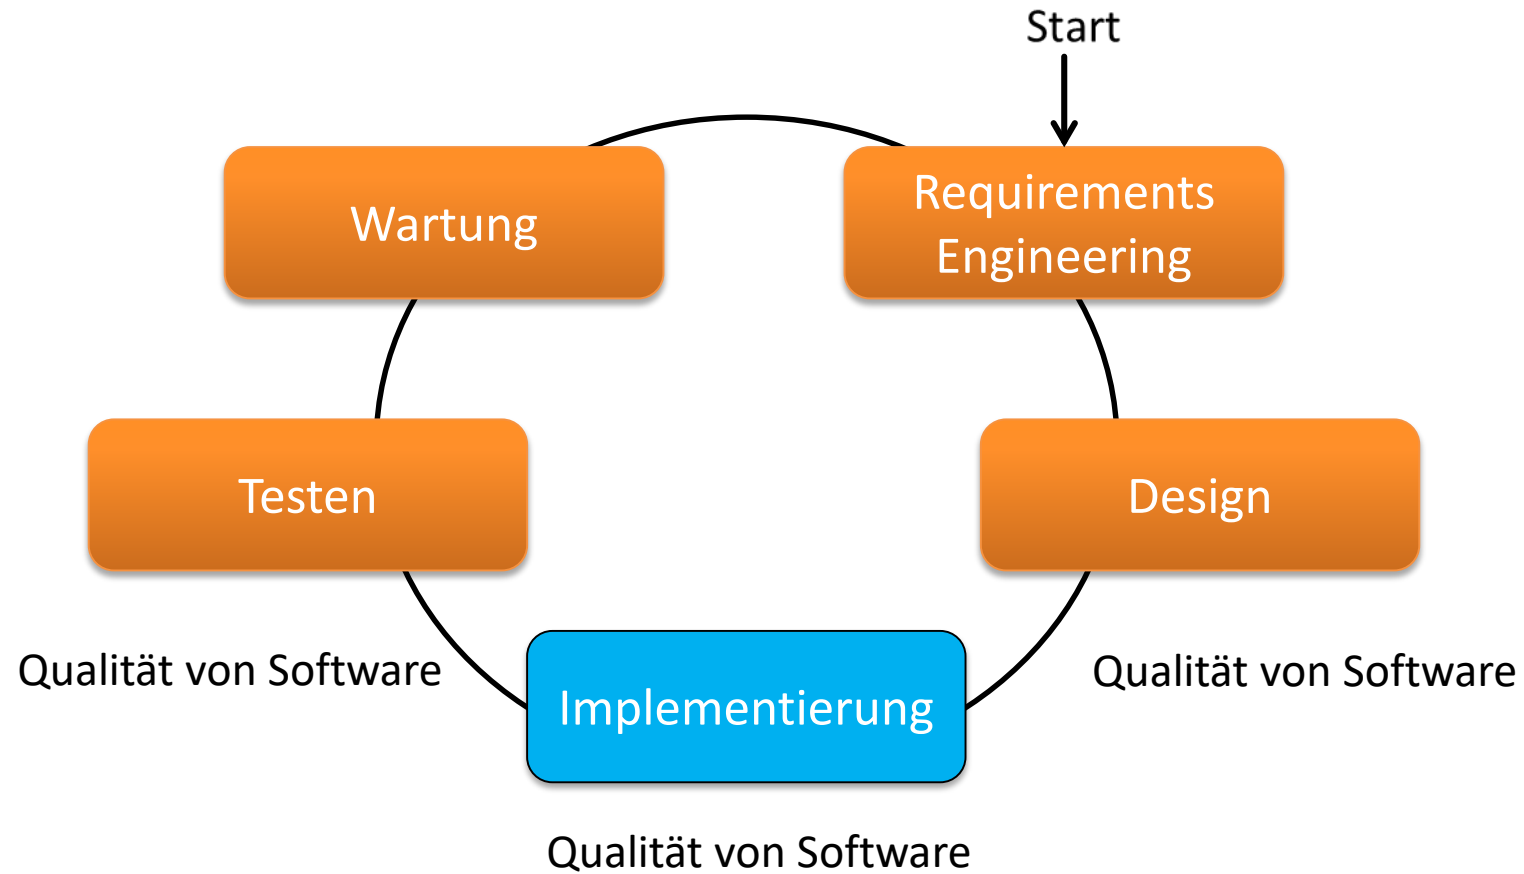 Start
Wartung
Requirements
Engineering
Testen
Design
Qualität von Software
Implementierung
Qualität von Software
Qualität von Software